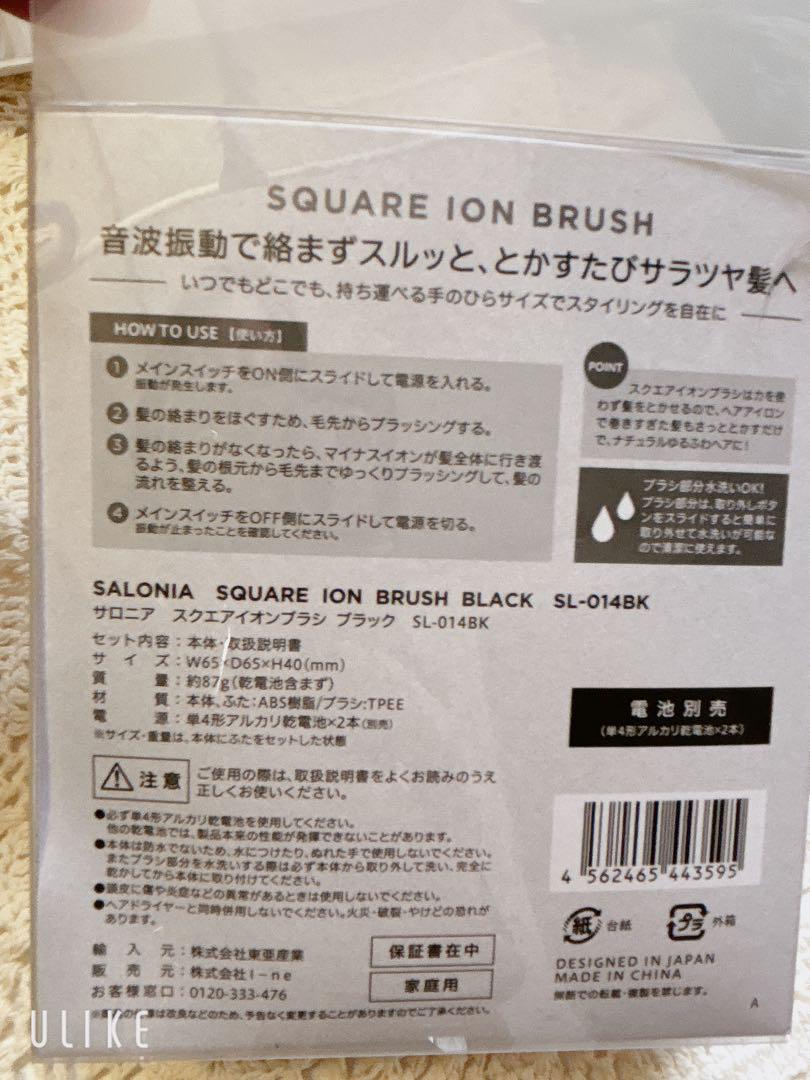 SQUARE ION BRUSH
音波振動で絡まずスルッと、とかすたびサラツヤ髪へ
いつでもどこでも、持ち運べる手のひらサイズでスタイリングを自在に
HOW TO USE 【使い方】
1 メインスイッチをON側にスライドして電源を入れる。
振動が発生します。
2 髪の絡まりをほぐすため、毛先からブラッシングする。
3 髪の絡まりがなくなったら、マイナスイオンが髪全体に行き渡
るよう、髪の根元から毛先までゆっくりブラッシングして、髪の
流れを整える。
4 メインスイッチをOFF側にスライドして電源を切る。
振動が止まったことを確認してください。
POINT
スクエアイオンブラシは力を使
わず髪をとかせるので、ヘアアイロン
で巻きすぎた髪もさっととかすだけ
で、ナチュラルゆるふわヘアに!
ブラシ部分水洗いOK!
ブラシ部分は、取り外しボタ
ンをスライドすると簡単に
取り外せて水洗いが可能な
ので清潔に使えます。
SALONIA SQUARE ION BRUSH BLACK SL-014BK
サロニア スクエアイオンブラシ ブラック SL-014BK
セット内容:本体・取扱説明書
サイズ:W65×D65×H40(mm)
質量:約87g(乾電池含まず)
材質:本体、ふた:ABS樹脂/ブラシ:TPEE
電源:単4形アルカリ乾電池×2本(別売)
※サイズ・重量は、本体にふたをセットした状態
電池別売
(単4形アルカリ乾電池×2本)
注意
ご使用の際は、取扱説明書をよくお読みのうえ
正しくお使いください。
●必ず単4形アルカリ乾電池を使用してください。
他の乾電池では、製品本来の性能が発揮できないことがあります。
●本体は防水でないため、水につけたり、ぬれた手で使用しないでください。
またブラシ部分を水洗いする際は必ず本体から取り外して洗い、完全に
乾かしてから本体に取り付けてください。
●頭皮に傷や炎症などの異常があるときは使用しないでください。
●ヘアドライヤーと同時併用しないでください。火災・破裂・やけどの恐れが
あります。
4 562465 443595
紙 台紙
プラ 外箱
輸入元:株式会社東亜産業
販売元:株式会社I-ne
お客様窓口:0120-333-476
保証書在中
家庭用
DESIGNED IN JAPAN
MADE IN CHINA
無断での転載・複製を禁じます。
A
の仕様は改良などのため、予告なく変更することがありますのでご了承ください。
ULIKE